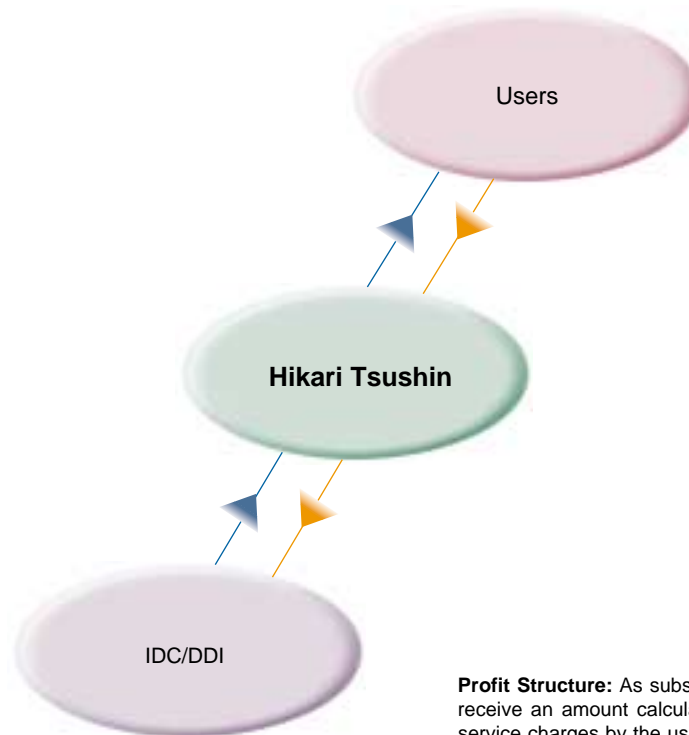 Users
Hikari Tsushin
IDC/DDI
Profit Structure: As subs
receive an amount calcul
service charges by the us